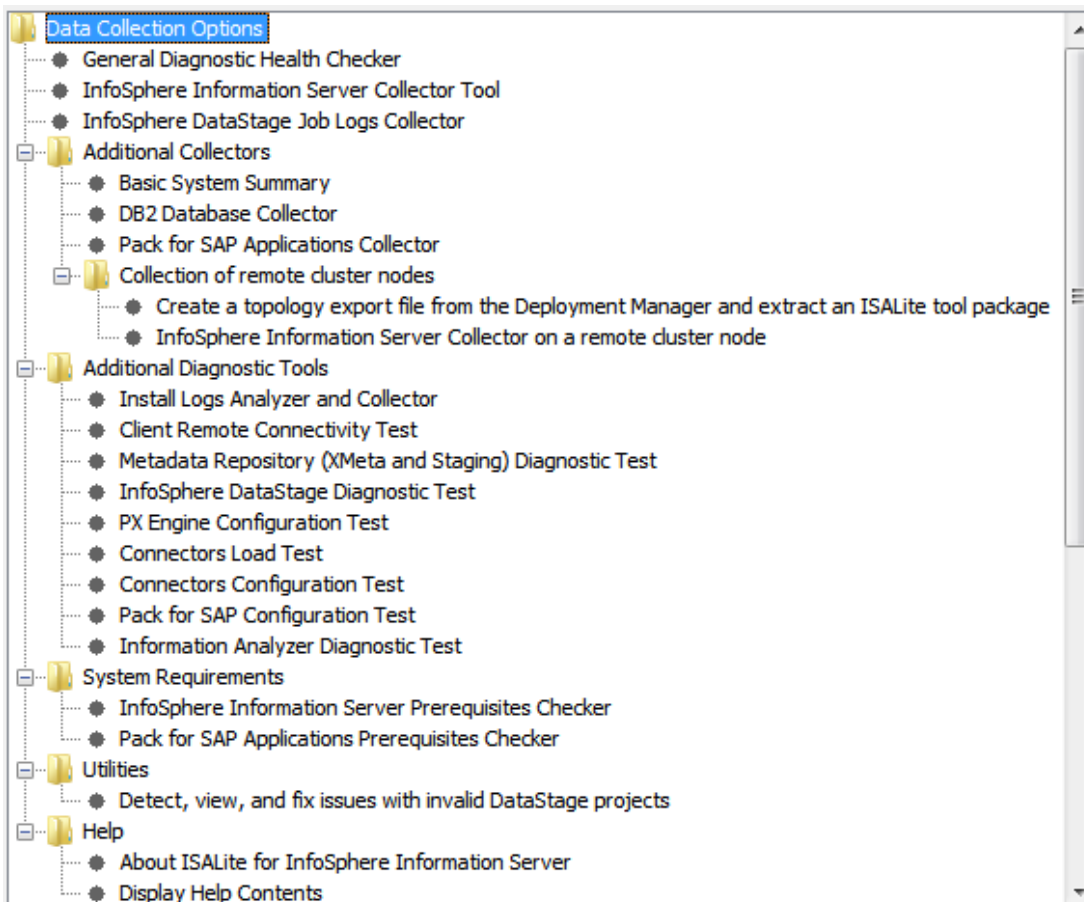 Data Collection Options
General Diagnostic Health Checker
InfoSphere Information Server Collector Tool
InfoSphere DataStage Job Logs Collector
Additional Collectors
Basic System Summary
DB2 Database Collector
Pack for SAP Applications Collector
Collection of remote cluster nodes
Create a topology export file from the Deployment Manager and extract an ISALite tool package
InfoSphere Information Server Collector on a remote cluster node
Additional Diagnostic Tools
Install Logs Analyzer and Collector
Client Remote Connectivity Test
Metadata Repository (XMeta and Staging) Diagnostic Test
InfoSphere DataStage Diagnostic Test
PX Engine Configuration Test
Connectors Load Test
Connectors Configuration Test
Pack for SAP Configuration Test
Information Analyzer Diagnostic Test
System Requirements
InfoSphere Information Server Prerequisites Checker
Pack for SAP Applications Prerequisites Checker
Utilities
Detect, view, and fix issues with invalid DataStage projects
Help
About ISALite for InfoSphere Information Server
Display Help Contents